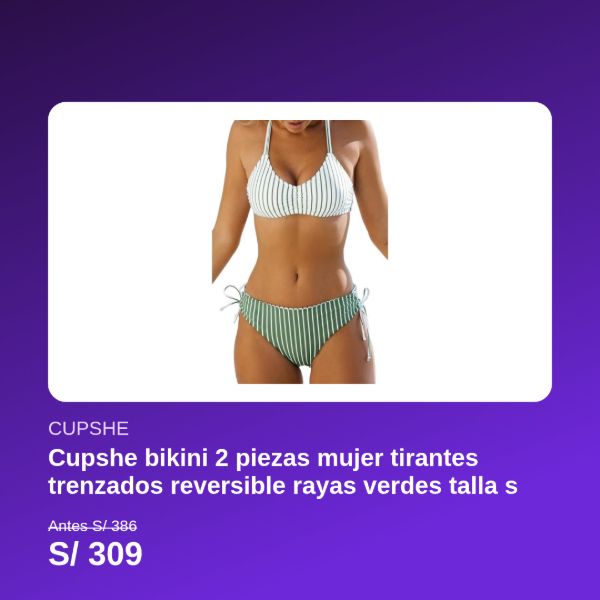 CUPSHE
Cupshe bikini 2 piezas mujer tirantes
trenzados reversible rayas verdes talla s
Antes S/ 386
S/ 309